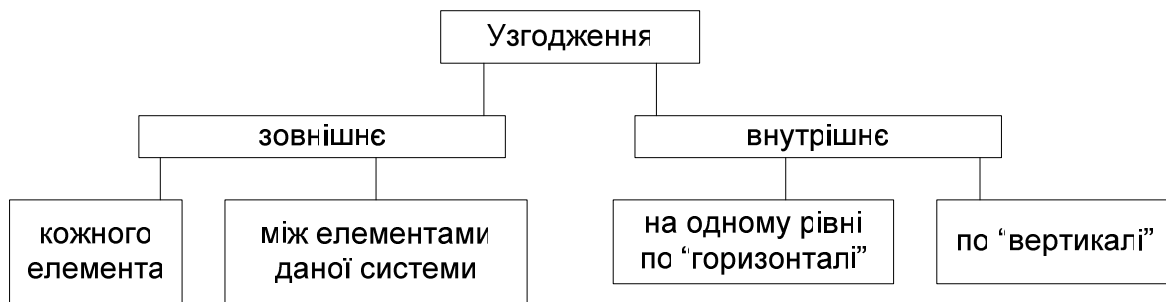 Узгодження
зовнішнє
внутрішнє
кожного
елемента
між елементами
даної системи
на одному рівні
по “горизонталі”
по “вертикалі”